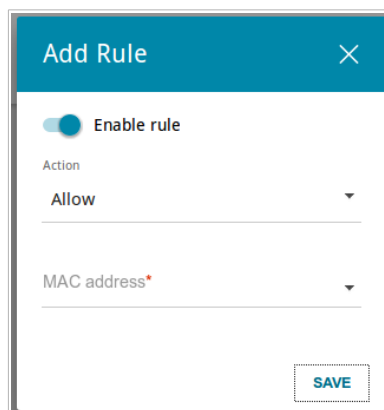 Add Rule
Enable rule
Action
Allow
MAC address*
SAVE